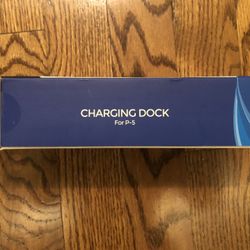 CHARGING DOCK
For P-5